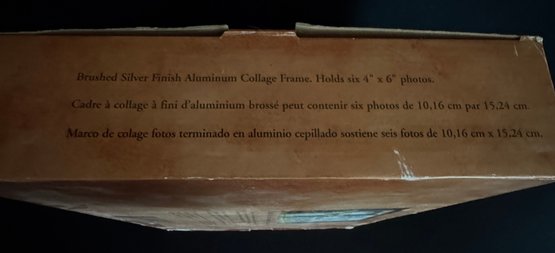 Brushed Silver Finish Aluminum Collage Frame. Holds six 4" x 6" photos.
Cadre à collage à fini d'aluminium brossé peut contenir six photos de 10,16 cm par 15,24 cm.
Marco de colage fotos terminado en aluminio cepillado sostiene seis fotos de 10,16 cm x 15,24 cm.